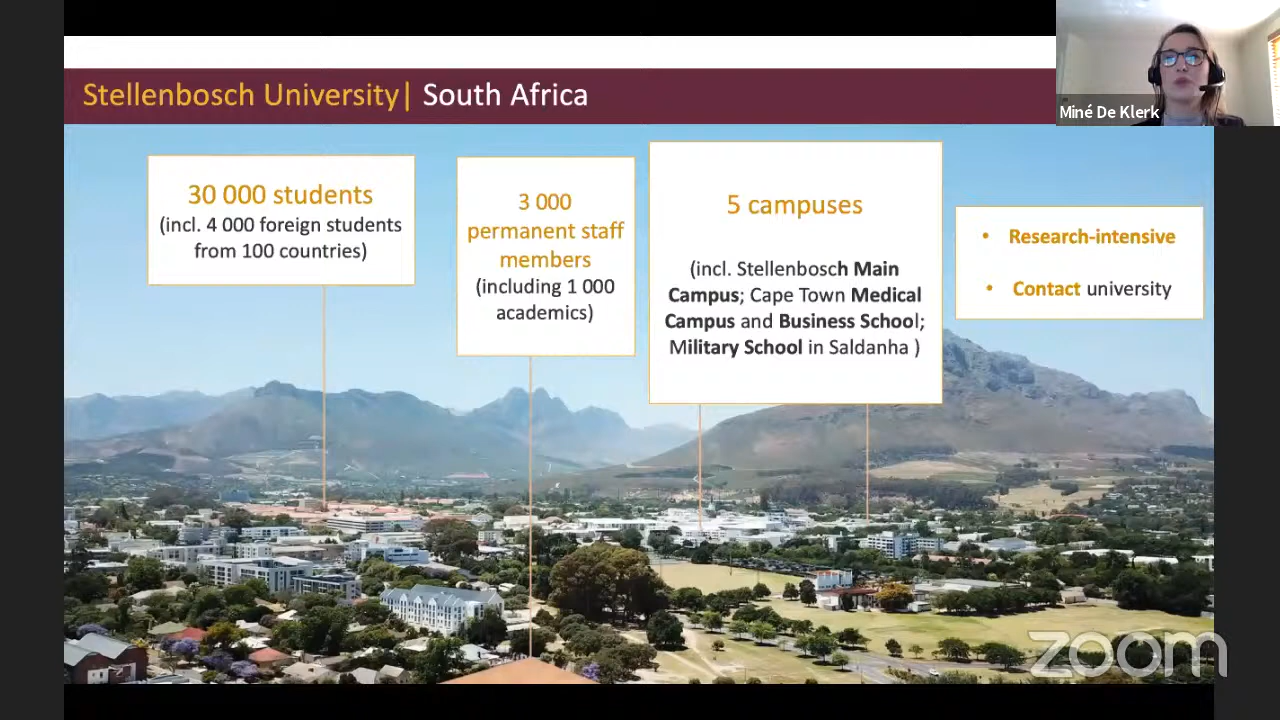 Stellenbosch University| South Africa
Miné De Klerk
30 000 students
(incl. 4 000 foreign students
from 100 countries)
3 000
permanent staff
members
(including 1 000
academics)
5 campuses
(incl. Stellenbosch Main
Campus; Cape Town Medical
Campus and Business School;
Military School in Saldanha )
• Research-intensive
• Contact university
zoom